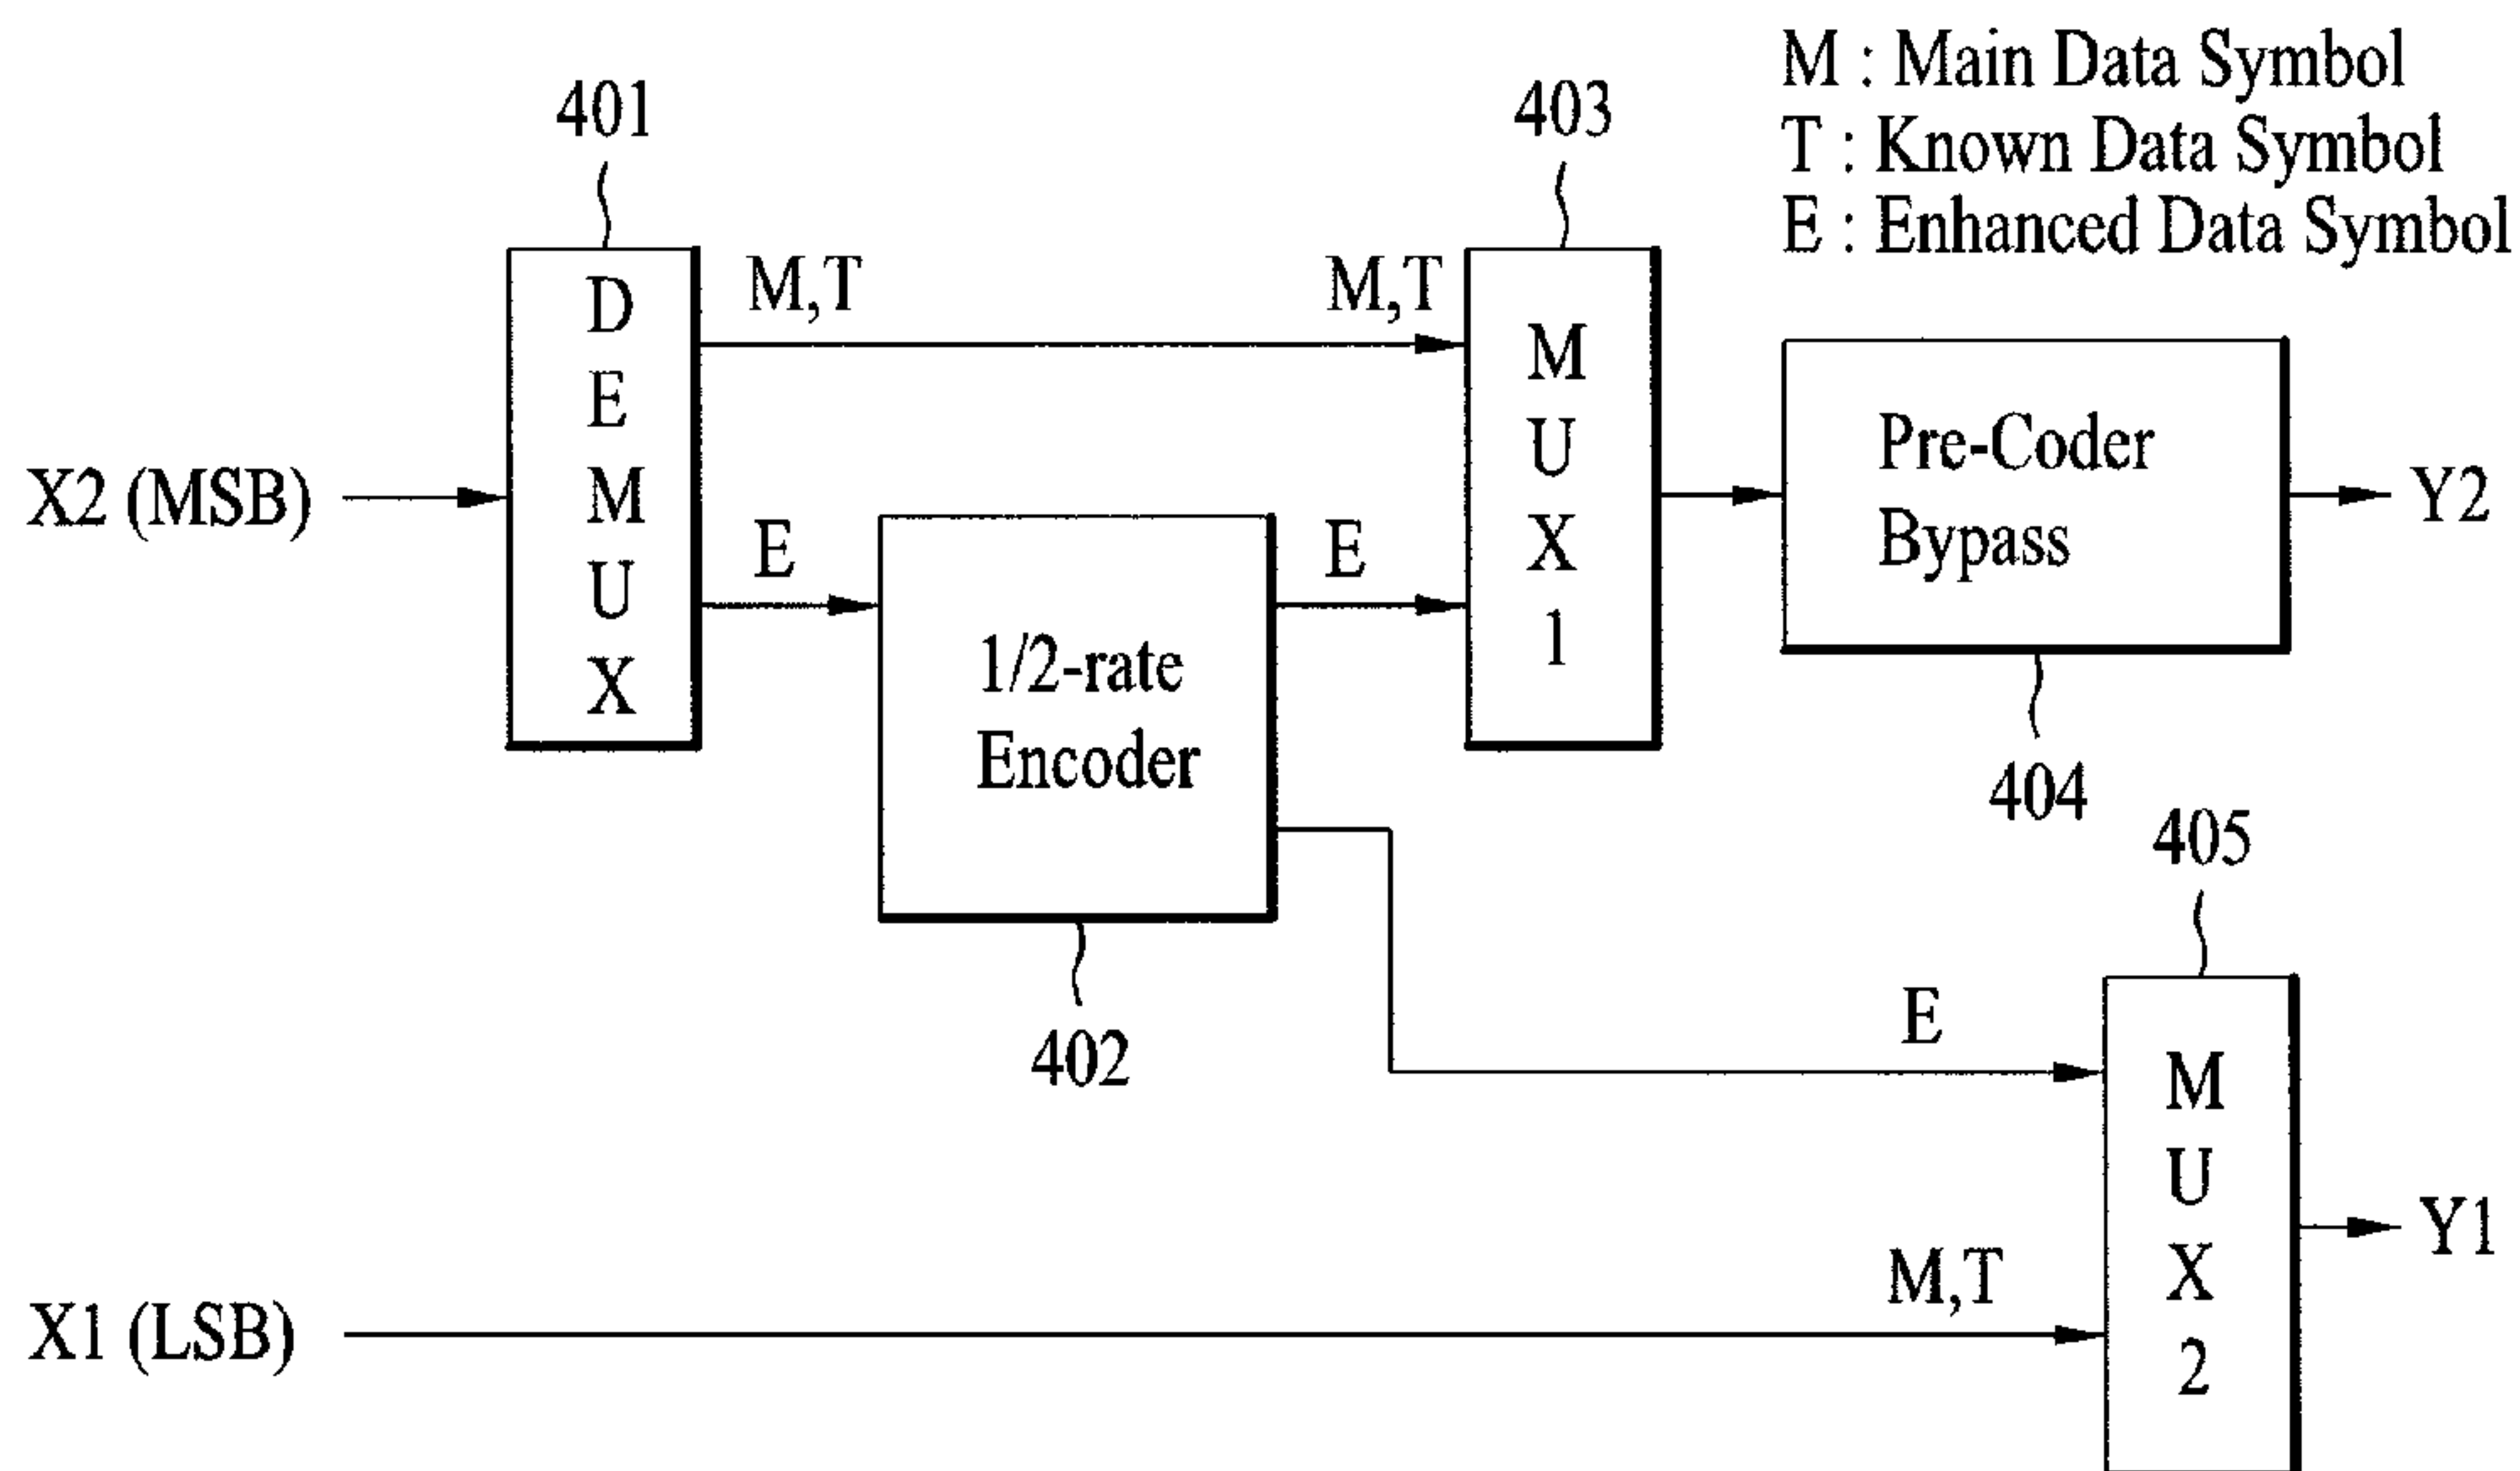 M : Main Data Symbol
T : Known Data Symbol
E : Enhanced Data Symbol
401
403
D
E
M
U
X
M,T
M,T
M
U
X
1
X2 (MSB)
E
E
1/2-rate
Encoder
Pre-Coder
Bypass
Y2
404
402
405
E
M
U
X
2
Y1
M,T
X1 (LSB)